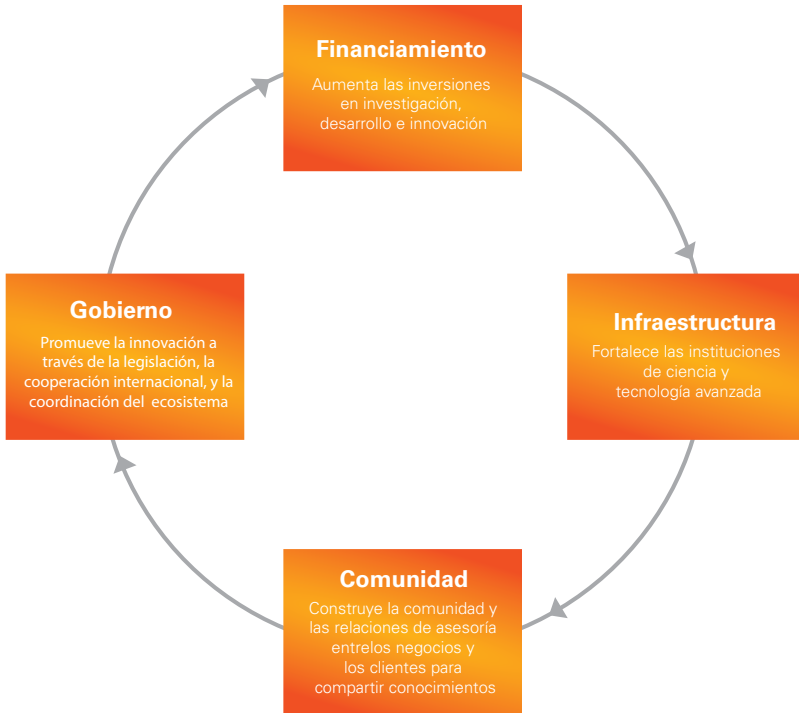 Financiamiento
Aumenta las inversiones
en investigación,
desarrollo e innovación
Gobierno
Promueve la innovación a
través de la legislación, la
cooperación internacional, y la
coordinación del ecosistema
Infraestructura
Fortalece las instituciones
de ciencia y
tecnología avanzada
Comunidad
Construye la comunidad y
las relaciones de asesoría
entrelos negocios y
los clientes para
compartir conocimientos